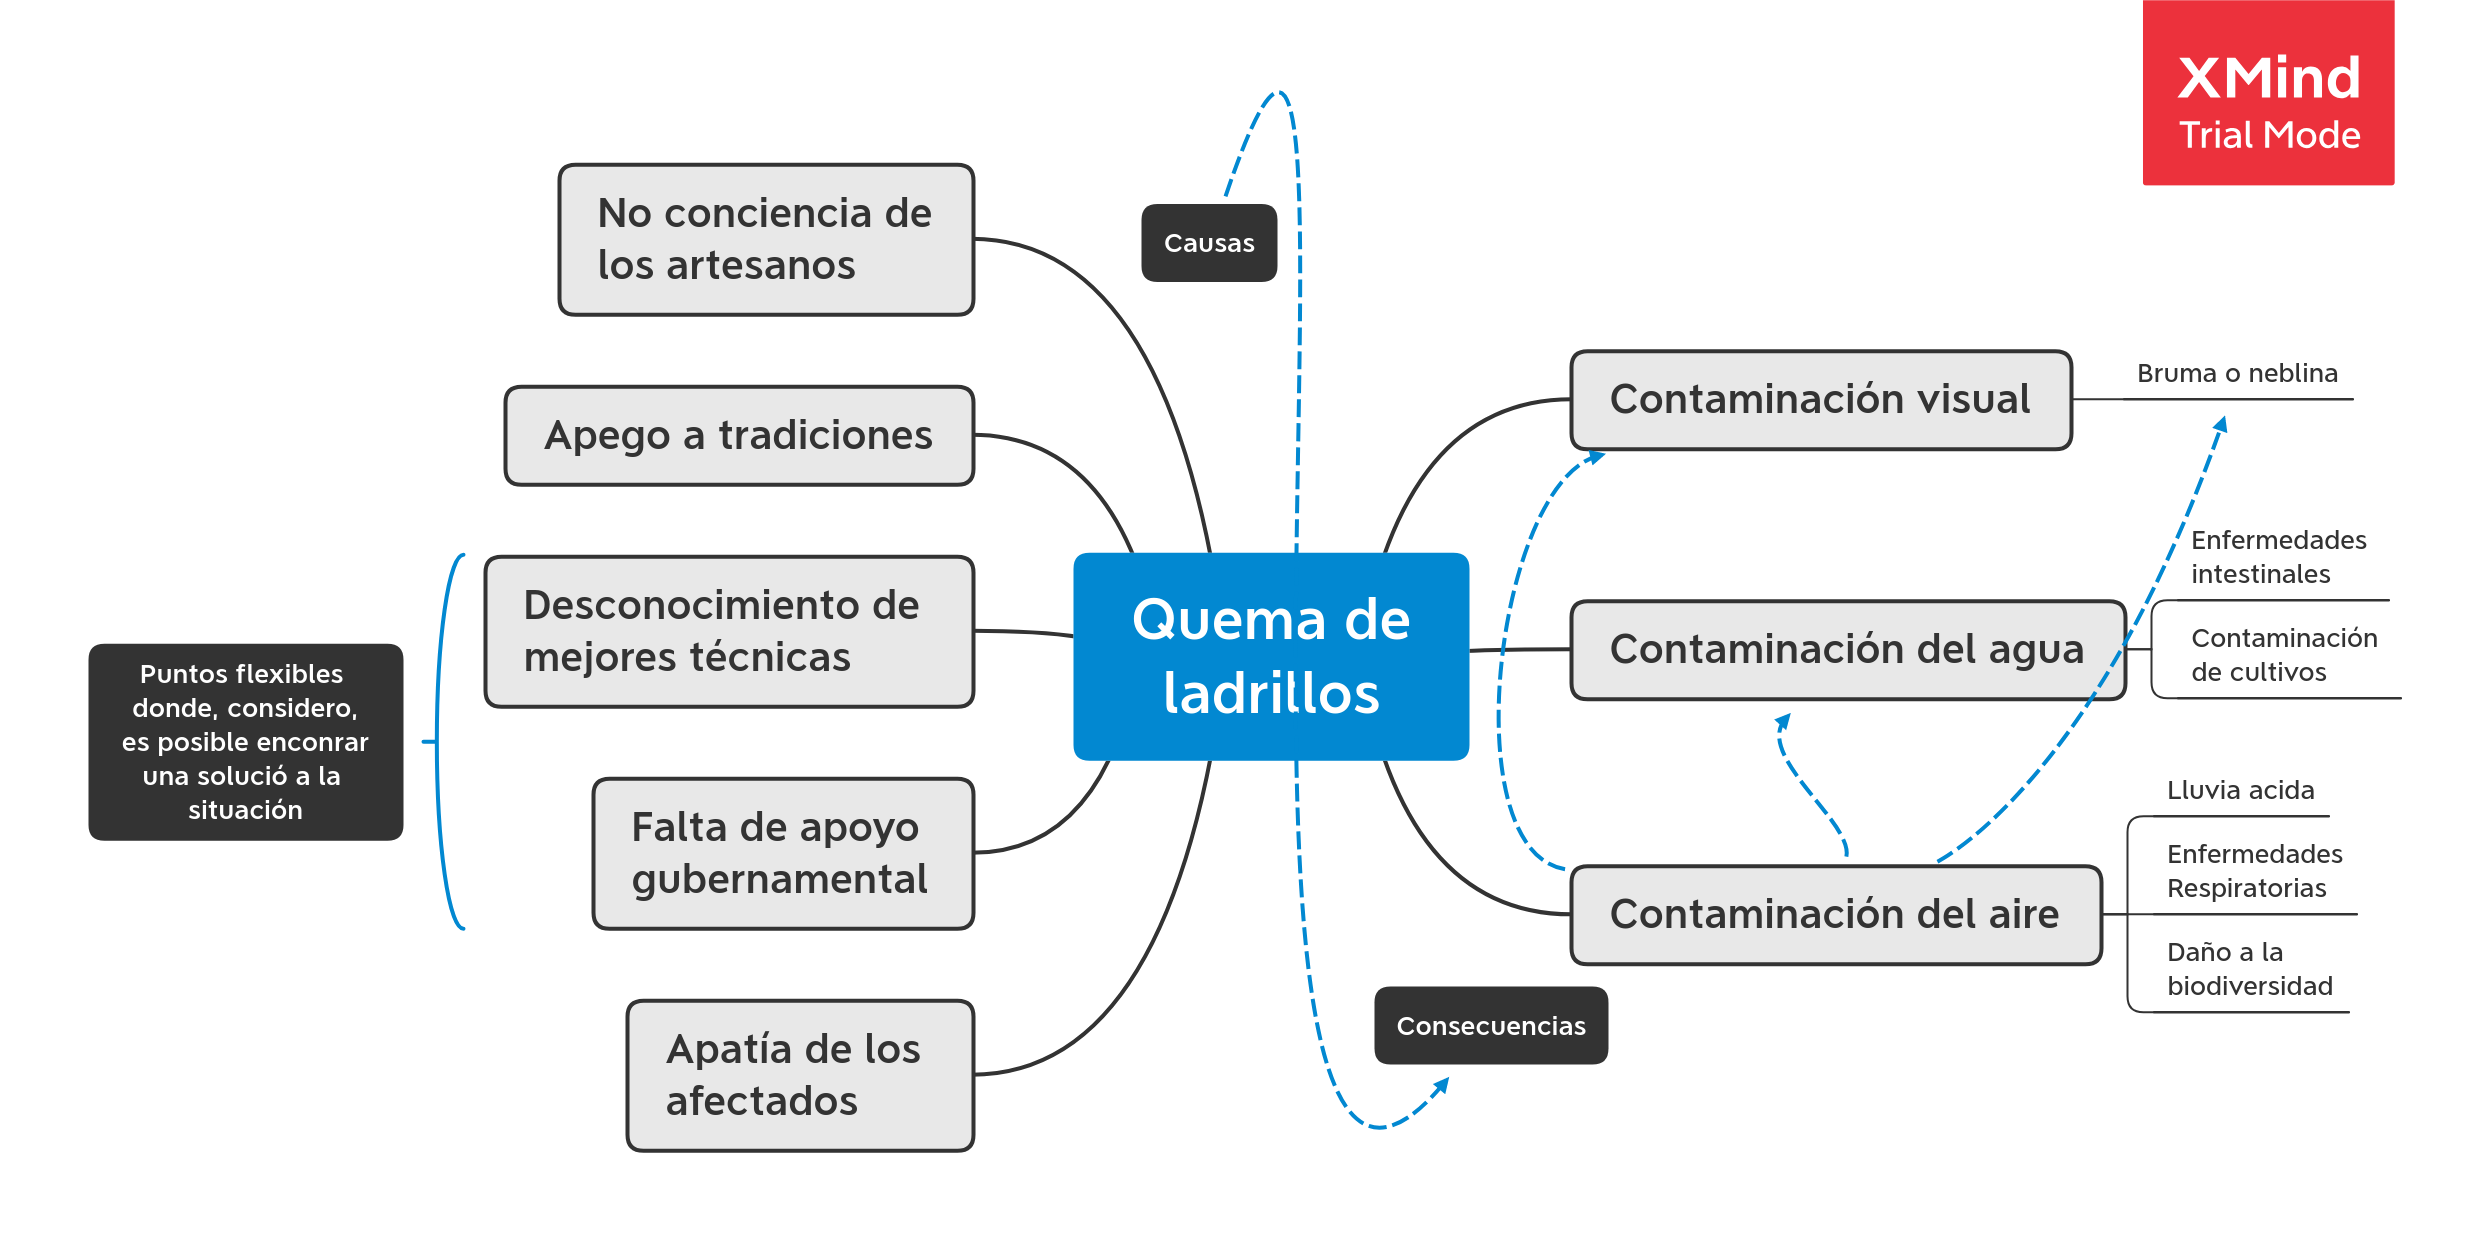 XMind
Trial Mode
Causas
No conciencia de
los artesanos
Apego a tradiciones
Desconocimiento de
mejores técnicas
Puntos flexibles
donde, considero,
es posible enconrar
una solució a la
situación
Falta de apoyo
gubernamental
Apatía de los
afectados
Quema de
ladrillos
Contaminación visual
Bruma o neblina
Contaminación del agua
Enfermedades
intestinales
Contaminación
de cultivos
Contaminación del aire
Lluvia acida
Enfermedades
Respiratorias
Daño a la
biodiversidad
Consecuencias